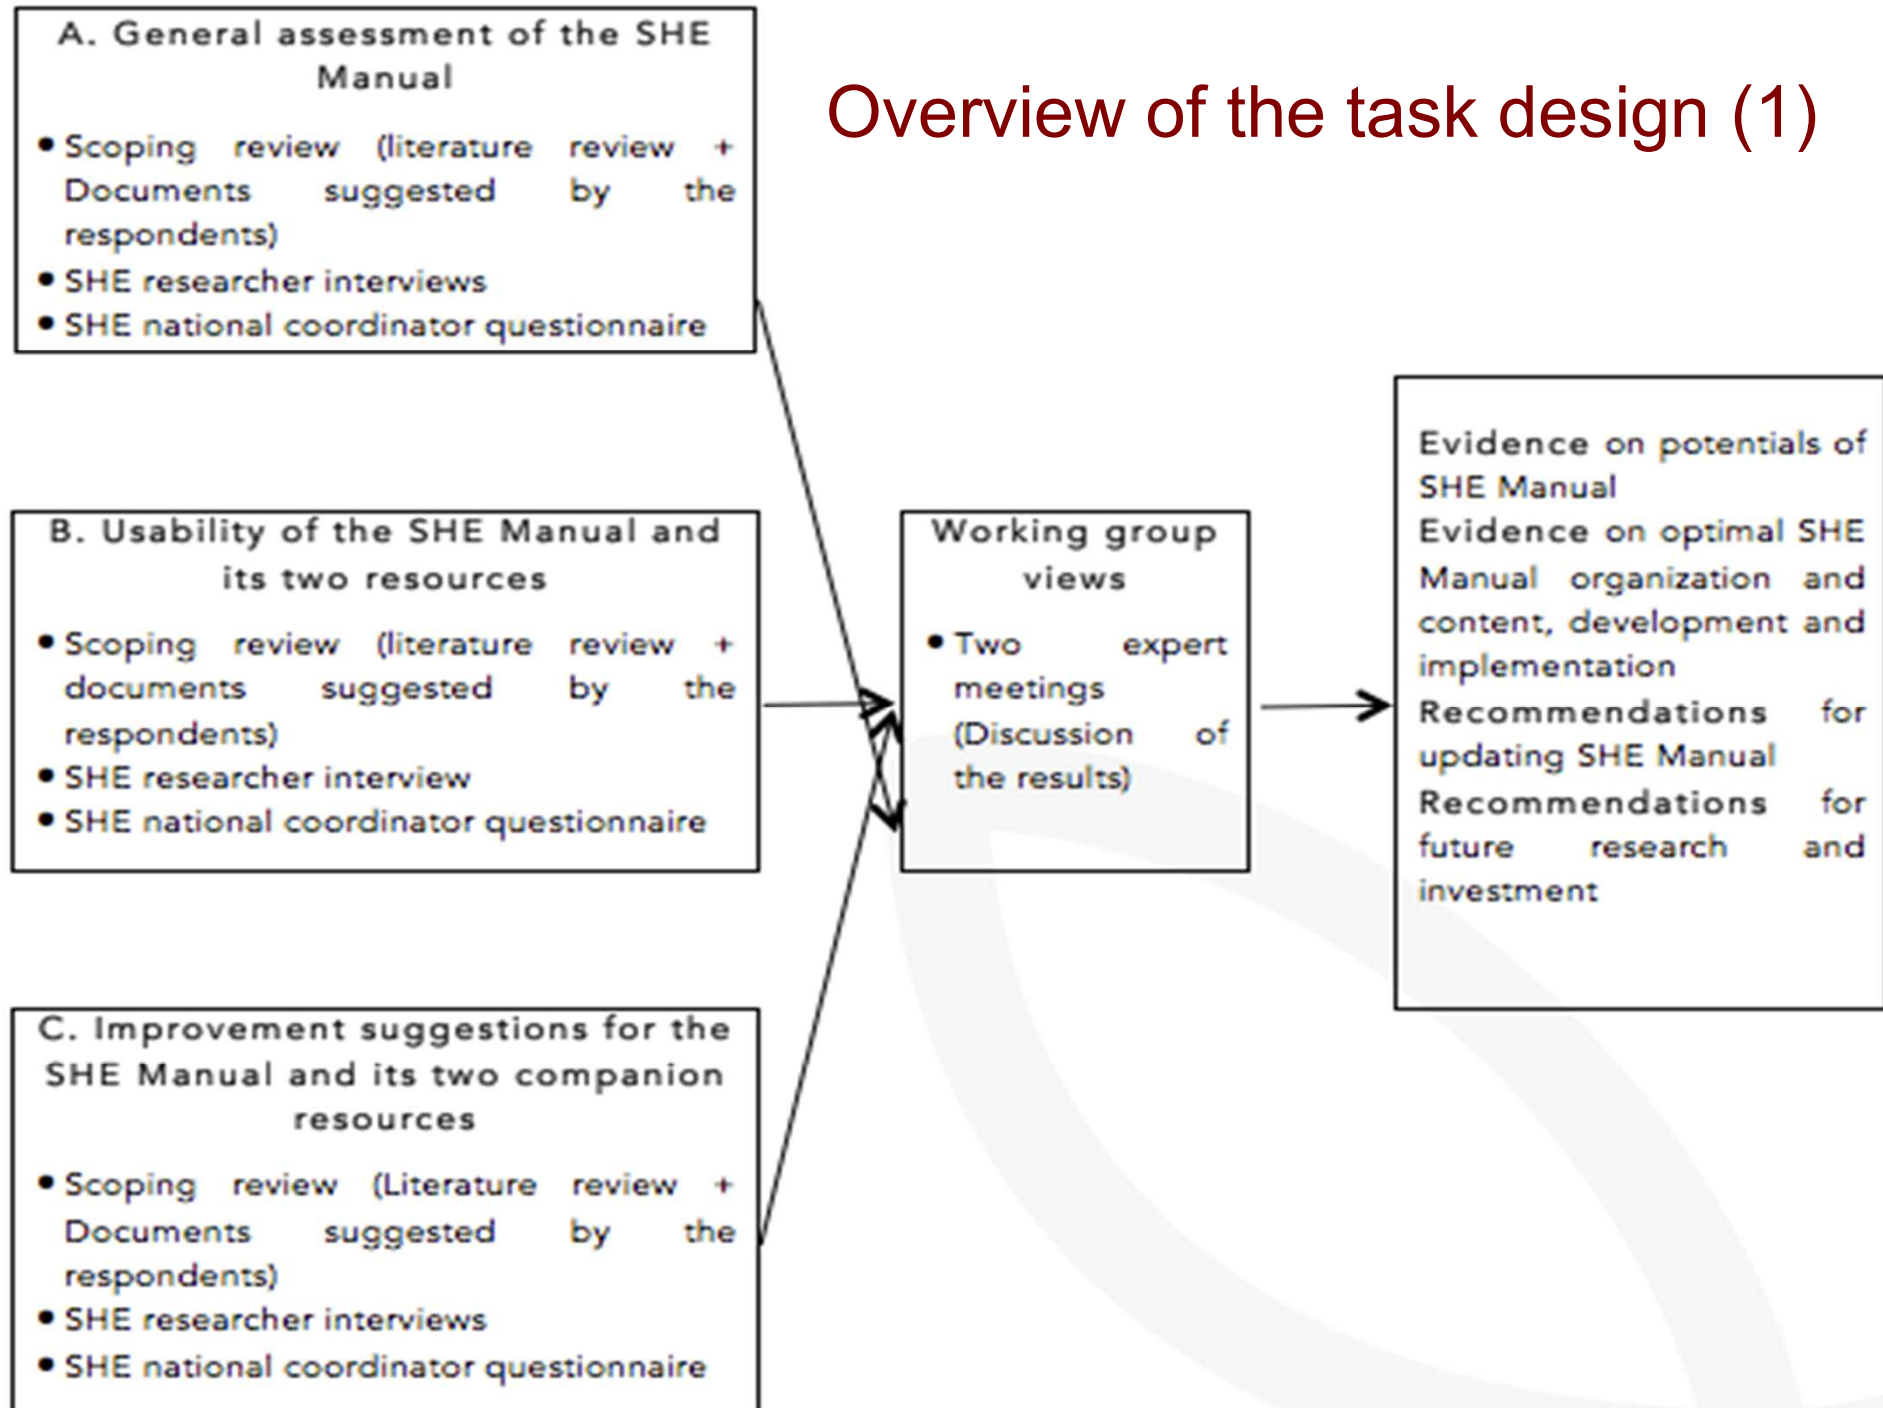 Overview of the task design (1)
A. General assessment of the SHE
Manual
• Scoping review (literature review +
Documents suggested by the
respondents)
• SHE researcher interviews
• SHE national coordinator questionnaire
B. Usability of the SHE Manual and
its two resources
• Scoping review (literature review +
documents suggested by the
respondents)
• SHE researcher interview
• SHE national coordinator questionnaire
C. Improvement suggestions for the
SHE Manual and its two companion
resources
• Scoping review (Literature review +
Documents suggested by the
respondents)
• SHE researcher interviews
• SHE national coordinator questionnaire
Working group
views
• Two expert
meetings
(Discussion of
the results)
Evidence on potentials of
SHE Manual
Evidence on optimal SHE
Manual organization and
content, development and
implementation
Recommendations for
updating SHE Manual
Recommendations for
future research and
investment